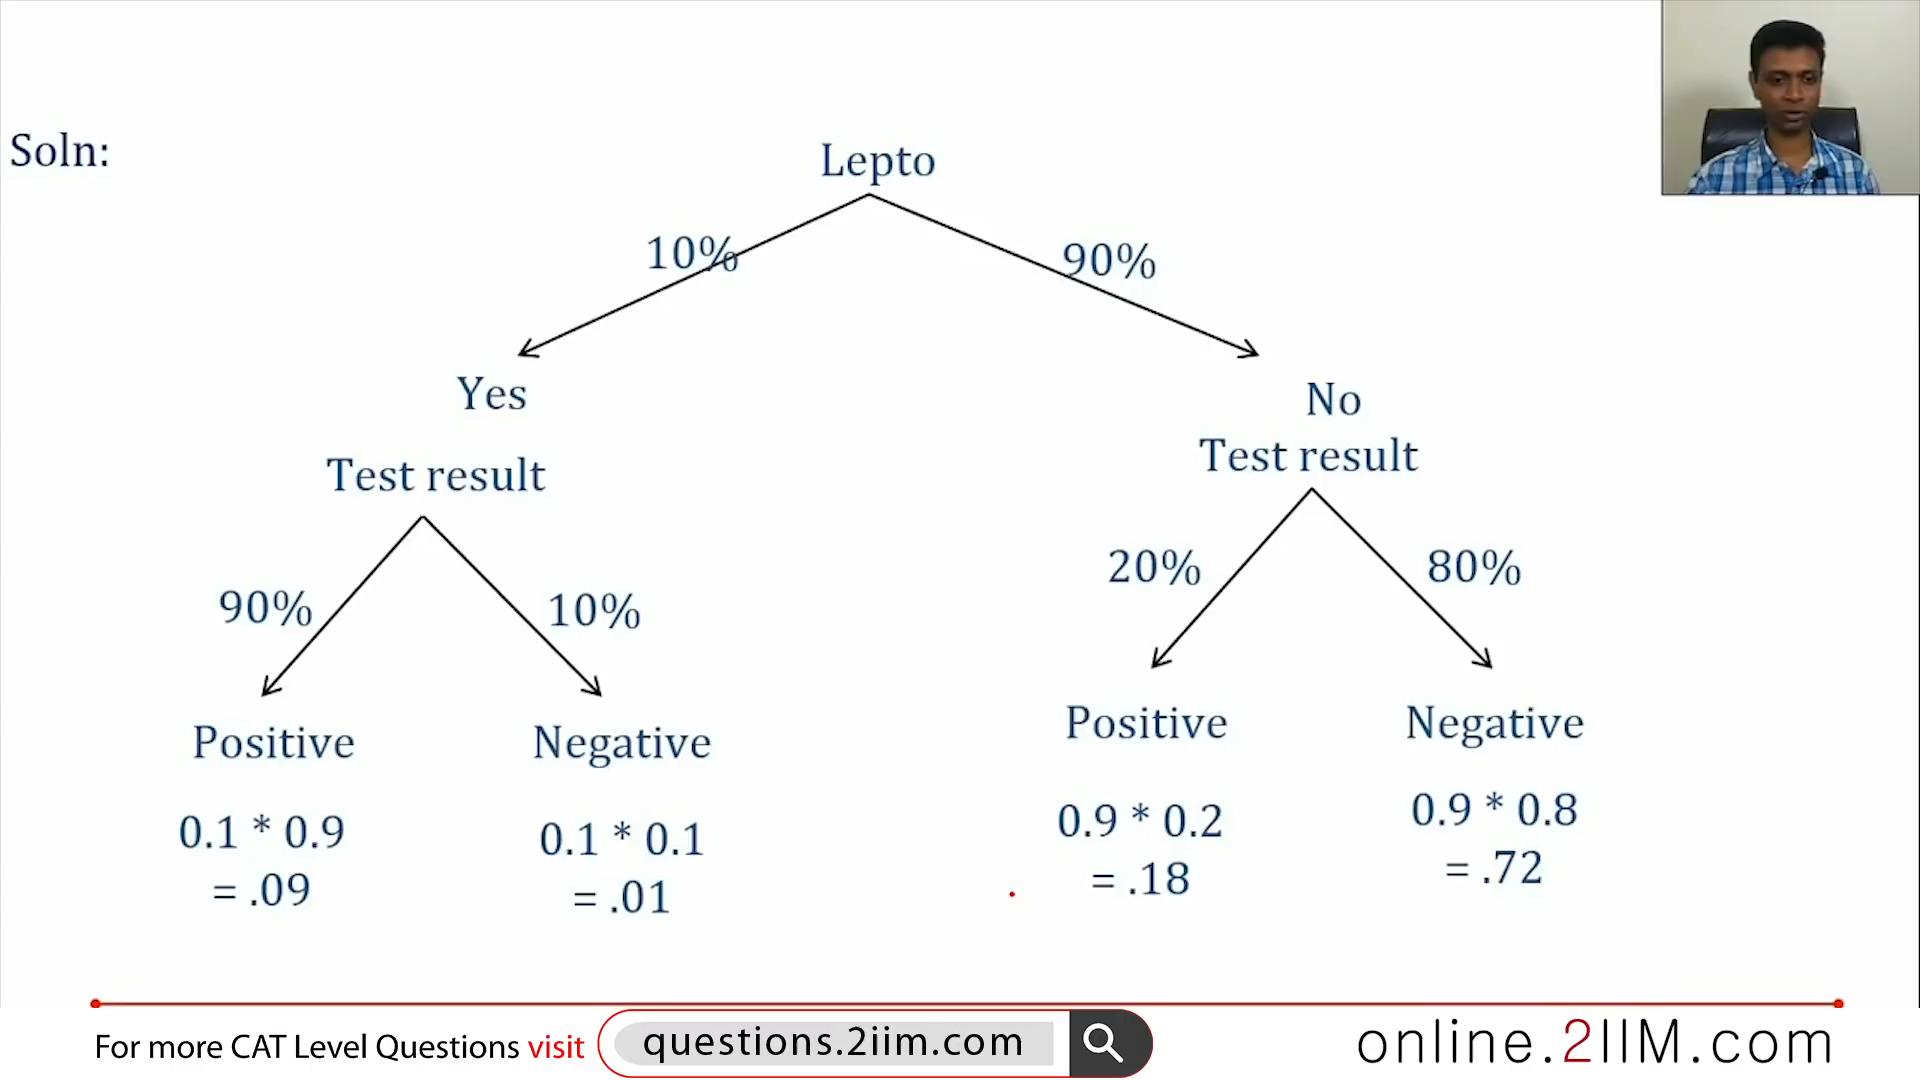 Soln:
Lepto
10%
90%
Yes
No
Test result
Test result
90%
10%
20%
80%
Positive
Negative
Positive
Negative
0.1 * 0.9
= .09
0.1 * 0.1
= .01
0.9 * 0.2
= .18
0.9 * 0.8
= .72
For more CAT Level Questions visit
questions.2iim.com
online.2IIM.com